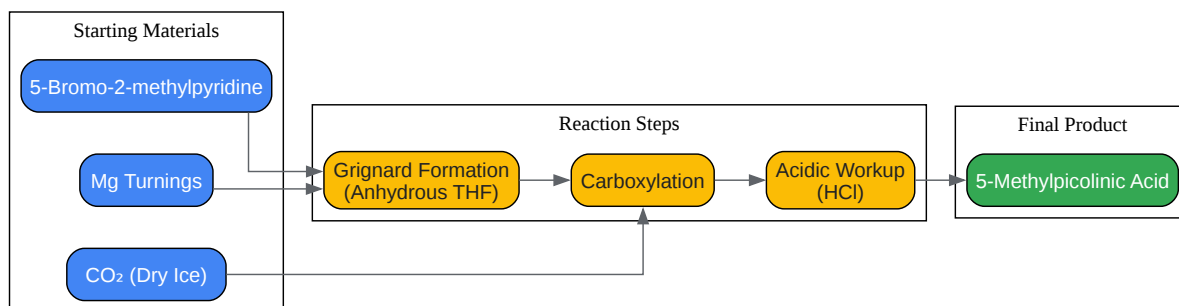 Starting Materials
5-Bromo-2-methylpyridine
Mg Turnings
CO₂ (Dry Ice)
Reaction Steps
Grignard Formation
(Anhydrous THF)
Carboxylation
Acidic Workup
(HCl)
Final Product
5-Methylpicolinic Acid